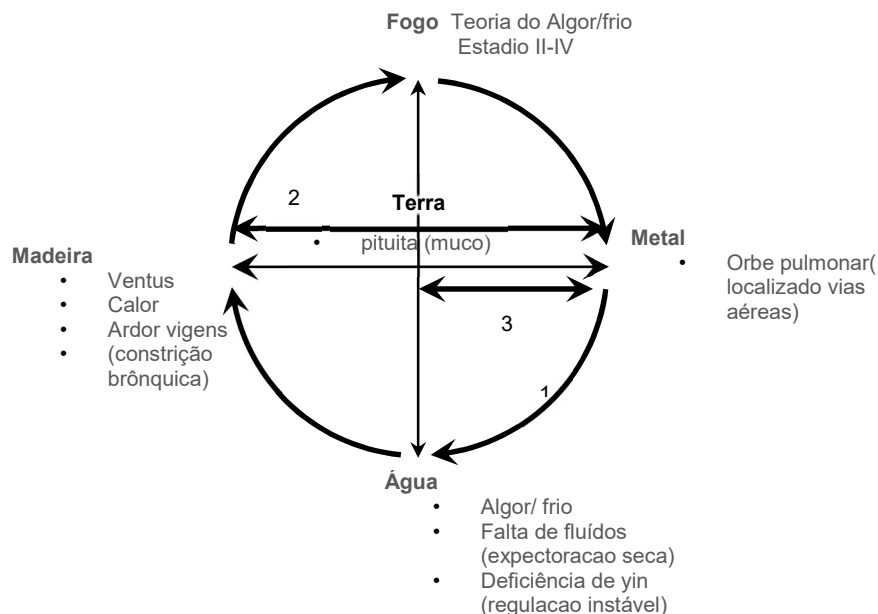 Fogo Teoria do Algor/frio
Estadio II-IV
2
Terra
• pituita (muco)
Metal
• Orbe pulmonar(
localizado vias
aéreas)
Madeira
• Ventus
• Calor
• Ardor vigens
• (constrição
brônquica)
3
1
Água
• Algor/ frio
• Falta de fluídos
(expectoracao seca)
• Deficiência de yin
(regulacao instável)